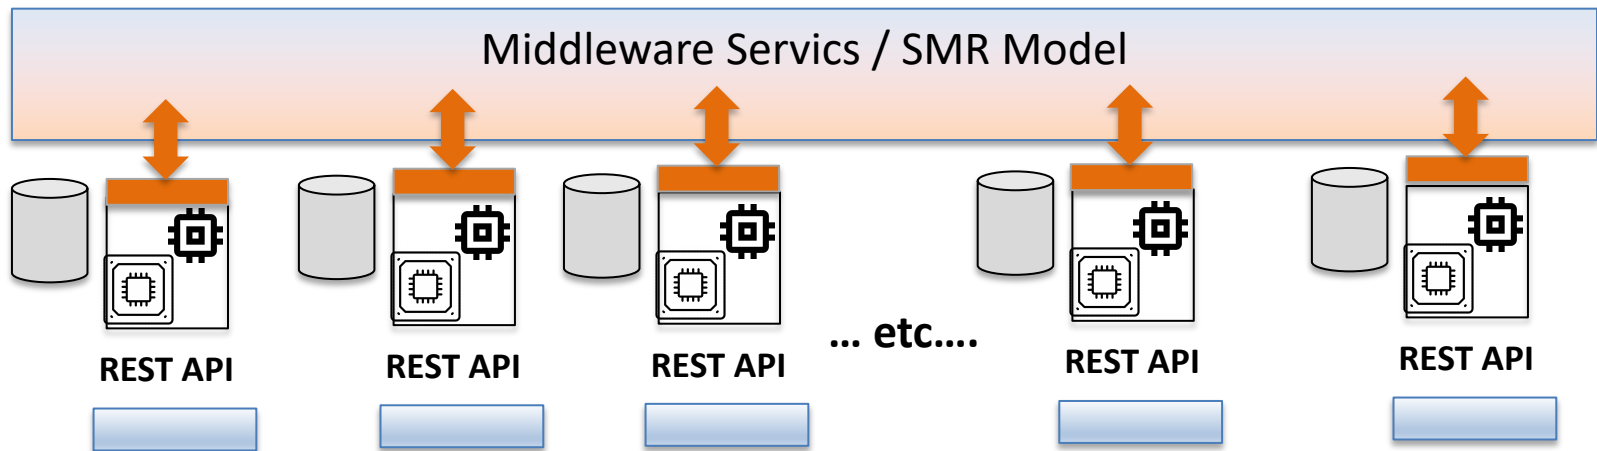 Middleware Servics / SMR Model
... etc....
REST API
REST API
REST API
REST API
REST API